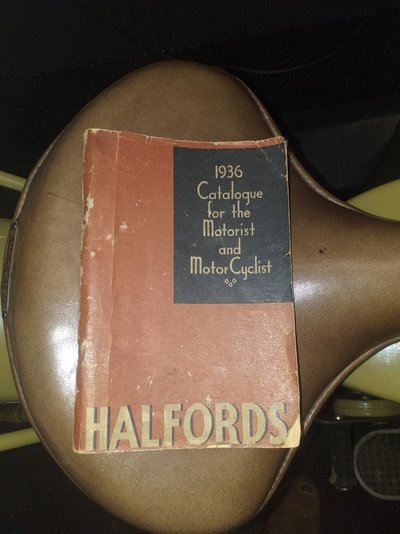 1936
Catalogue
for the
Motorist
and
MotorCyclist
HALFORDS